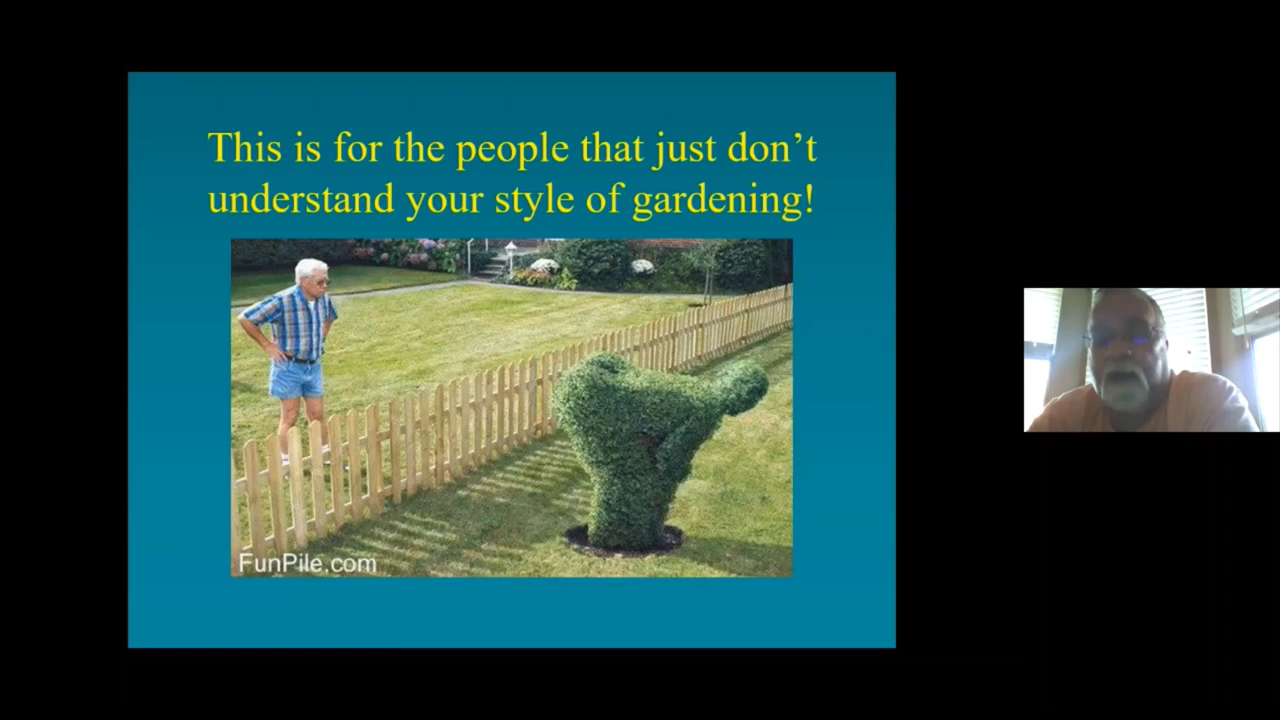 This is for the people that just don’t
understand your style of gardening!
FunPile.com